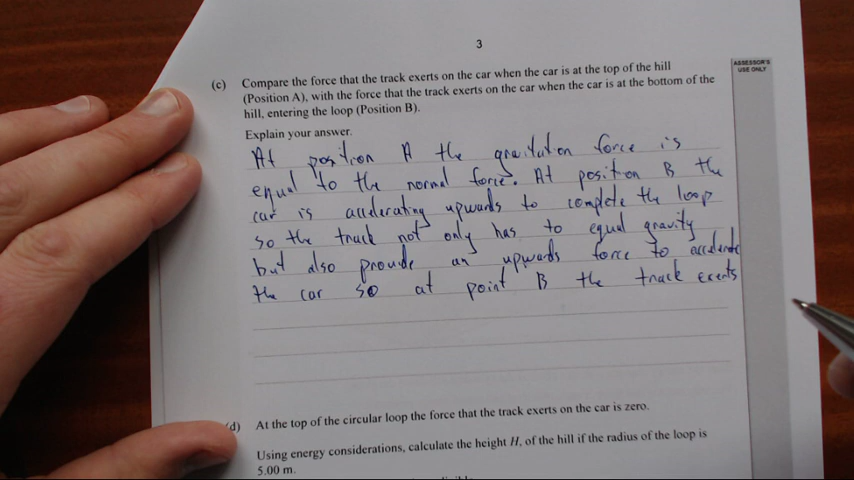 3
ASSESSOR'S
USE ONLY
(c) Compare the force that the track exerts on the car when the car is at the top of the hill
(Position A), with the force that the track exerts on the car when the car is at the bottom of the
hill, entering the loop (Position B).
Explain your answer.
At position A the gravitation force is
equal to the normal force. At position B the
car is accelerating upwards to complete the loop
so the track not only has to equal gravity
but also provide an upwards force to accelerate
the car so at point B the track exerts
(d) At the top of the circular loop the force that the track exerts on the car is zero.
Using energy considerations, calculate the height H, of the hill if the radius of the loop is
5.00 m.